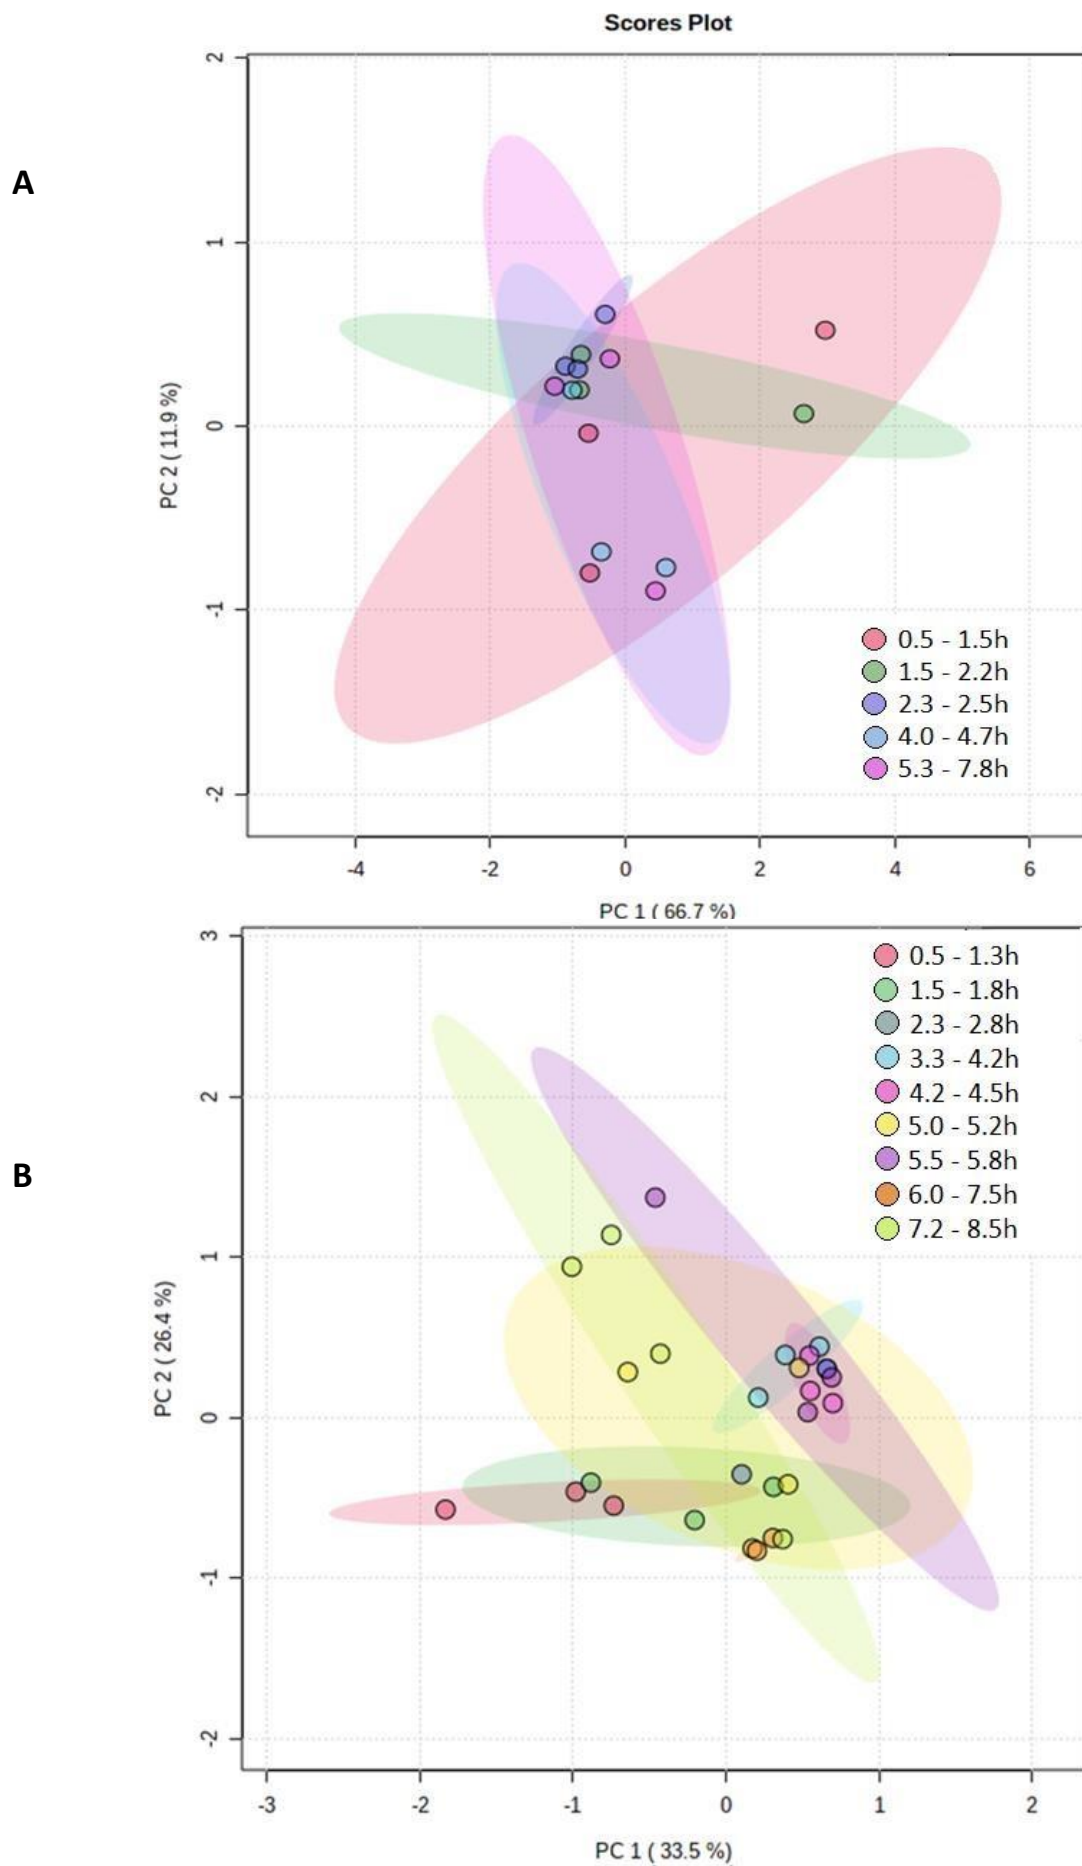 Scores Plot
A
PC 2 ( 11.9 %)
2
1
0
-1
-2
0.5 - 1.5h
1.5 - 2.2h
2.3 - 2.5h
4.0 - 4.7h
5.3 - 7.8h
-4 -2 0 2 4 6
PC 1 ( 66.7 %)
B
PC 2 ( 26.4 %)
3
2
1
0
-1
-2
0.5 - 1.3h
1.5 - 1.8h
2.3 - 2.8h
3.3 - 4.2h
4.2 - 4.5h
5.0 - 5.2h
5.5 - 5.8h
6.0 - 7.5h
7.2 - 8.5h
-3 -2 -1 0 1 2
PC 1 ( 33.5 %)